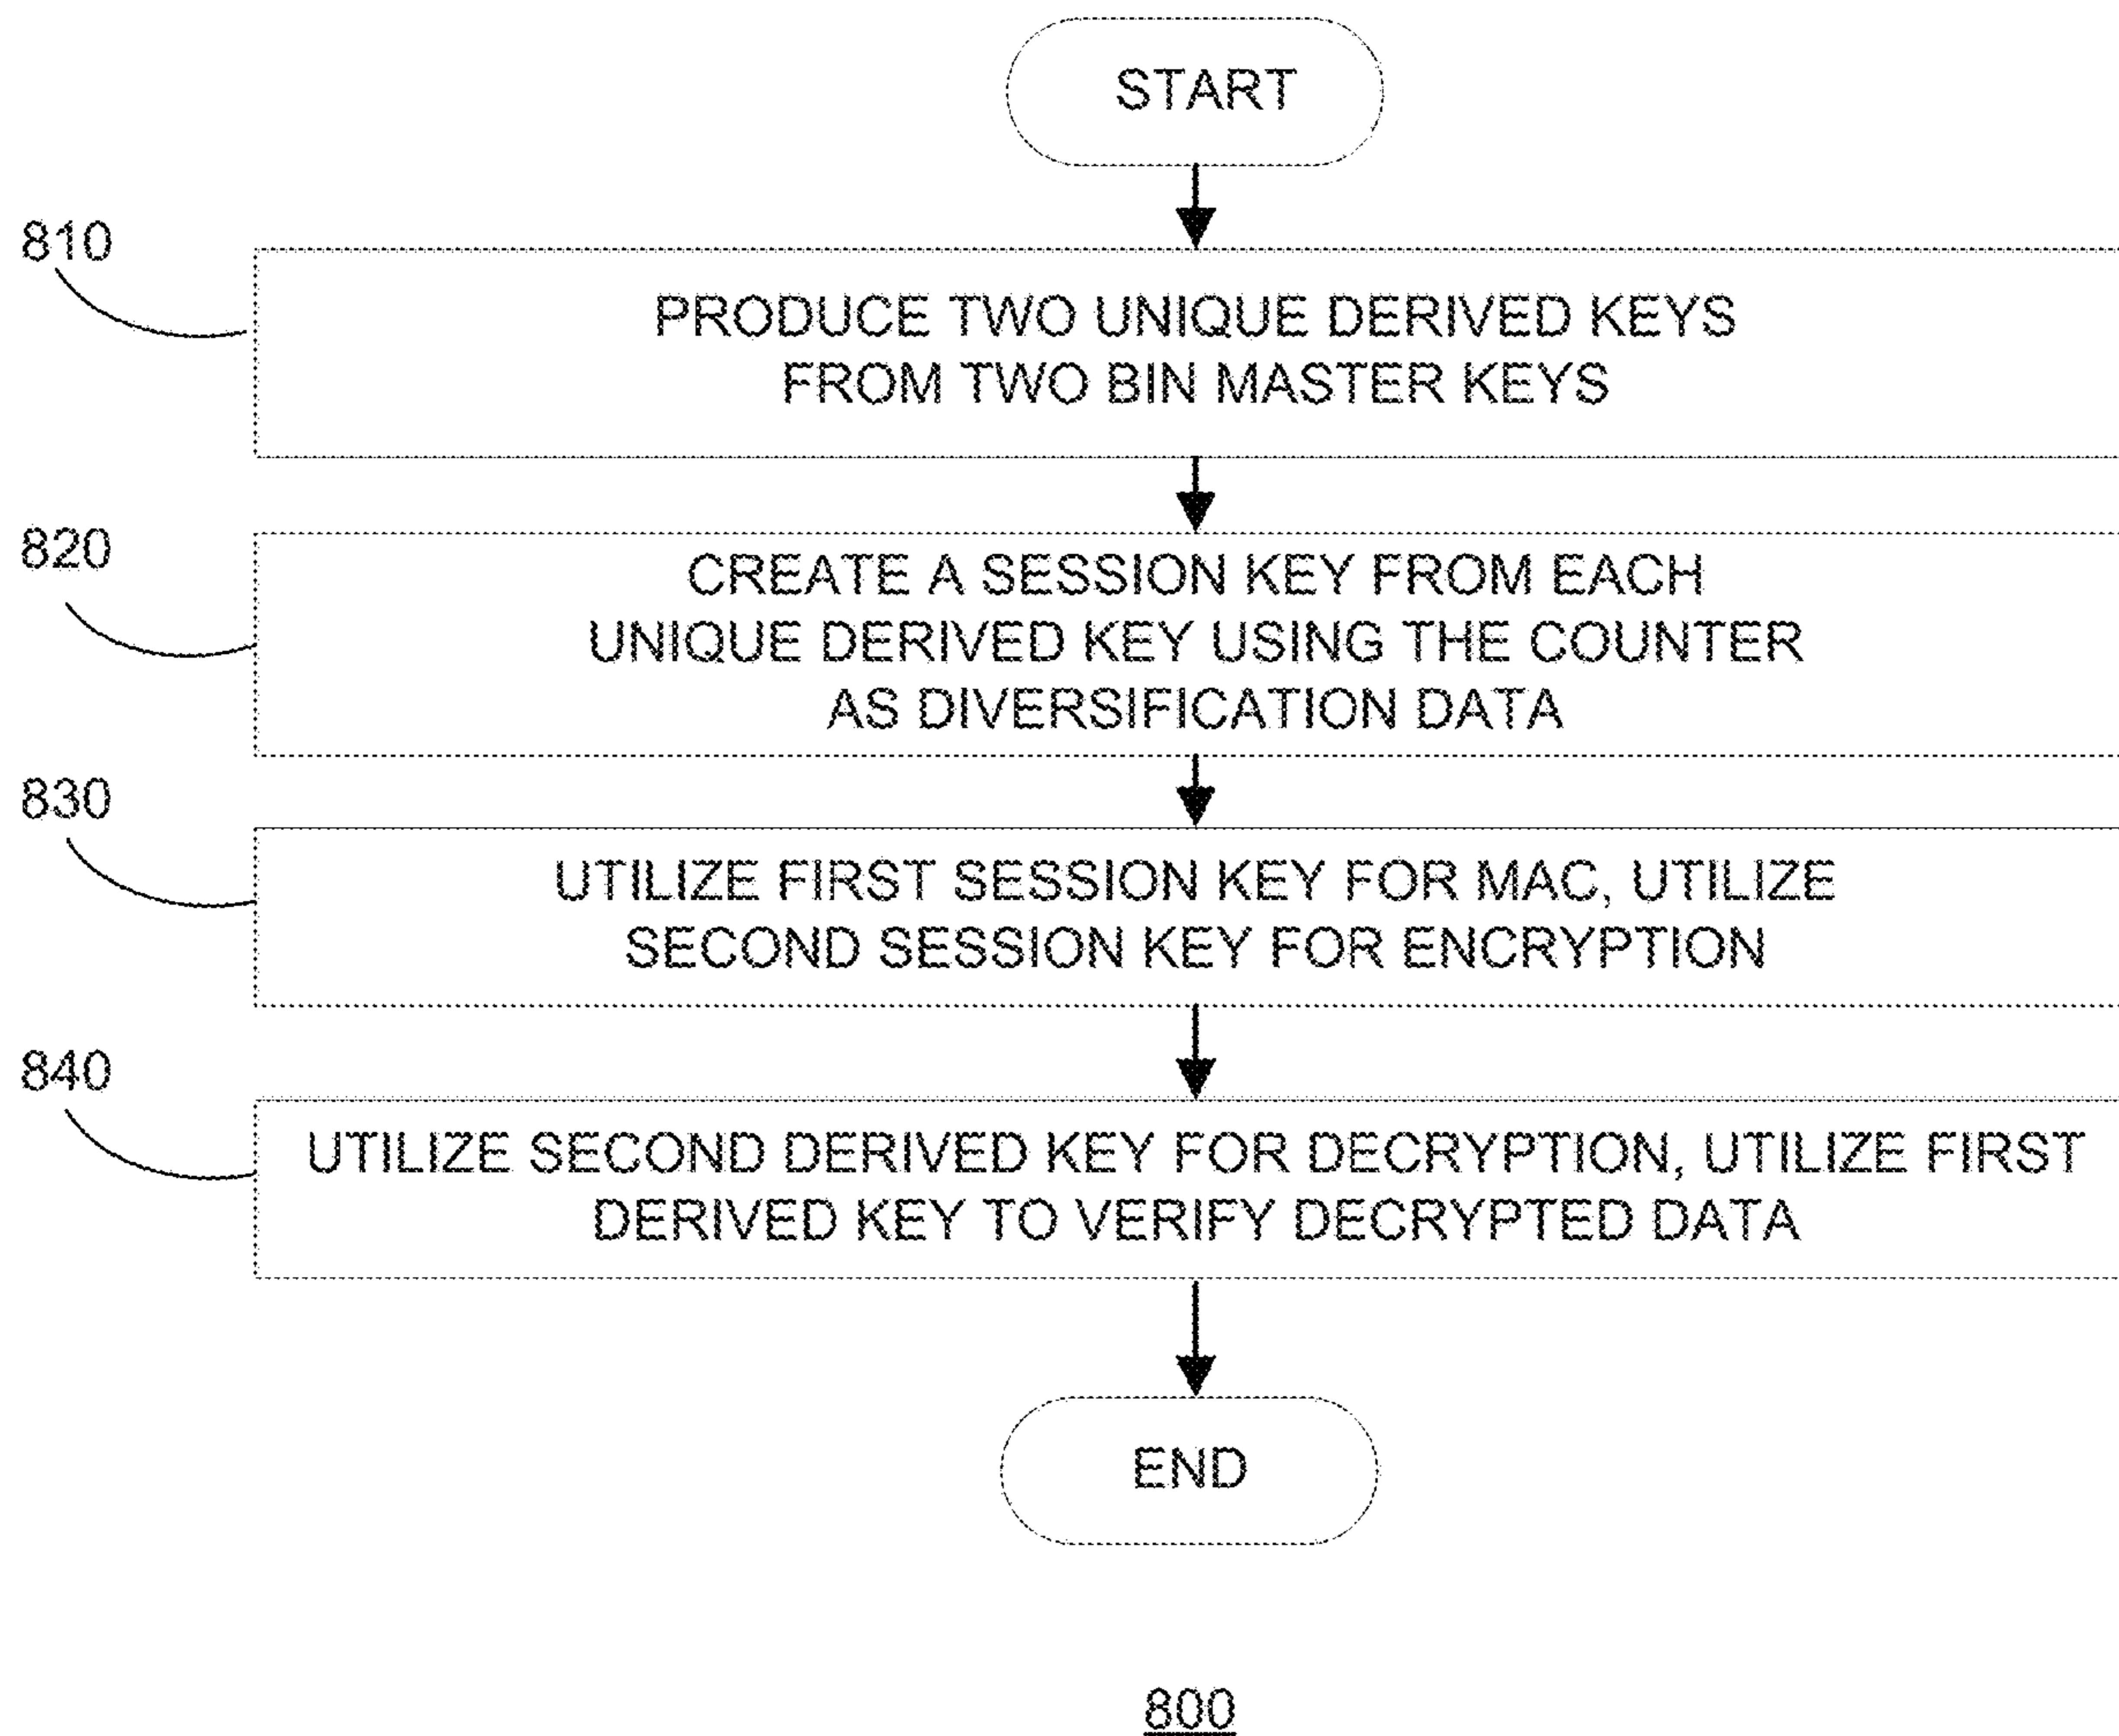 START
810
PRODUCE TWO UNIQUE DERIVED KEYS
FROM TWO BIN MASTER KEYS
820
CREATE A SESSION KEY FROM EACH
UNIQUE DERIVED KEY USING THE COUNTER
AS DIVERSIFICATION DATA
830
UTILIZE FIRST SESSION KEY FOR MAC, UTILIZE
SECOND SESSION KEY FOR ENCRYPTION
840
UTILIZE SECOND DERIVED KEY FOR DECRYPTION, UTILIZE FIRST
DERIVED KEY TO VERIFY DECRYPTED DATA
END
800